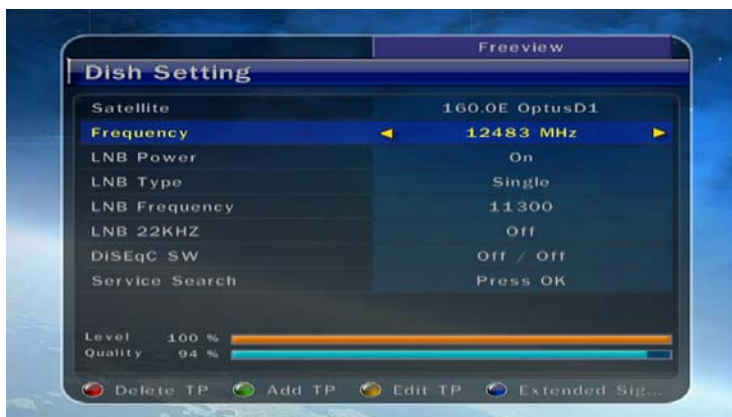 Freeview
Dish Setting
Satellite 160.0E OptusD1
Frequency 12483 MHz
LNB Power On
LNB Type Single
LNB Frequency 11300
LNB 22KHZ Off
DiSEqC SW Off / Off
Service Search Press OK
Level 100 %
Quality 94 %
Delete TP Add TP Edit TP Extended Sig...